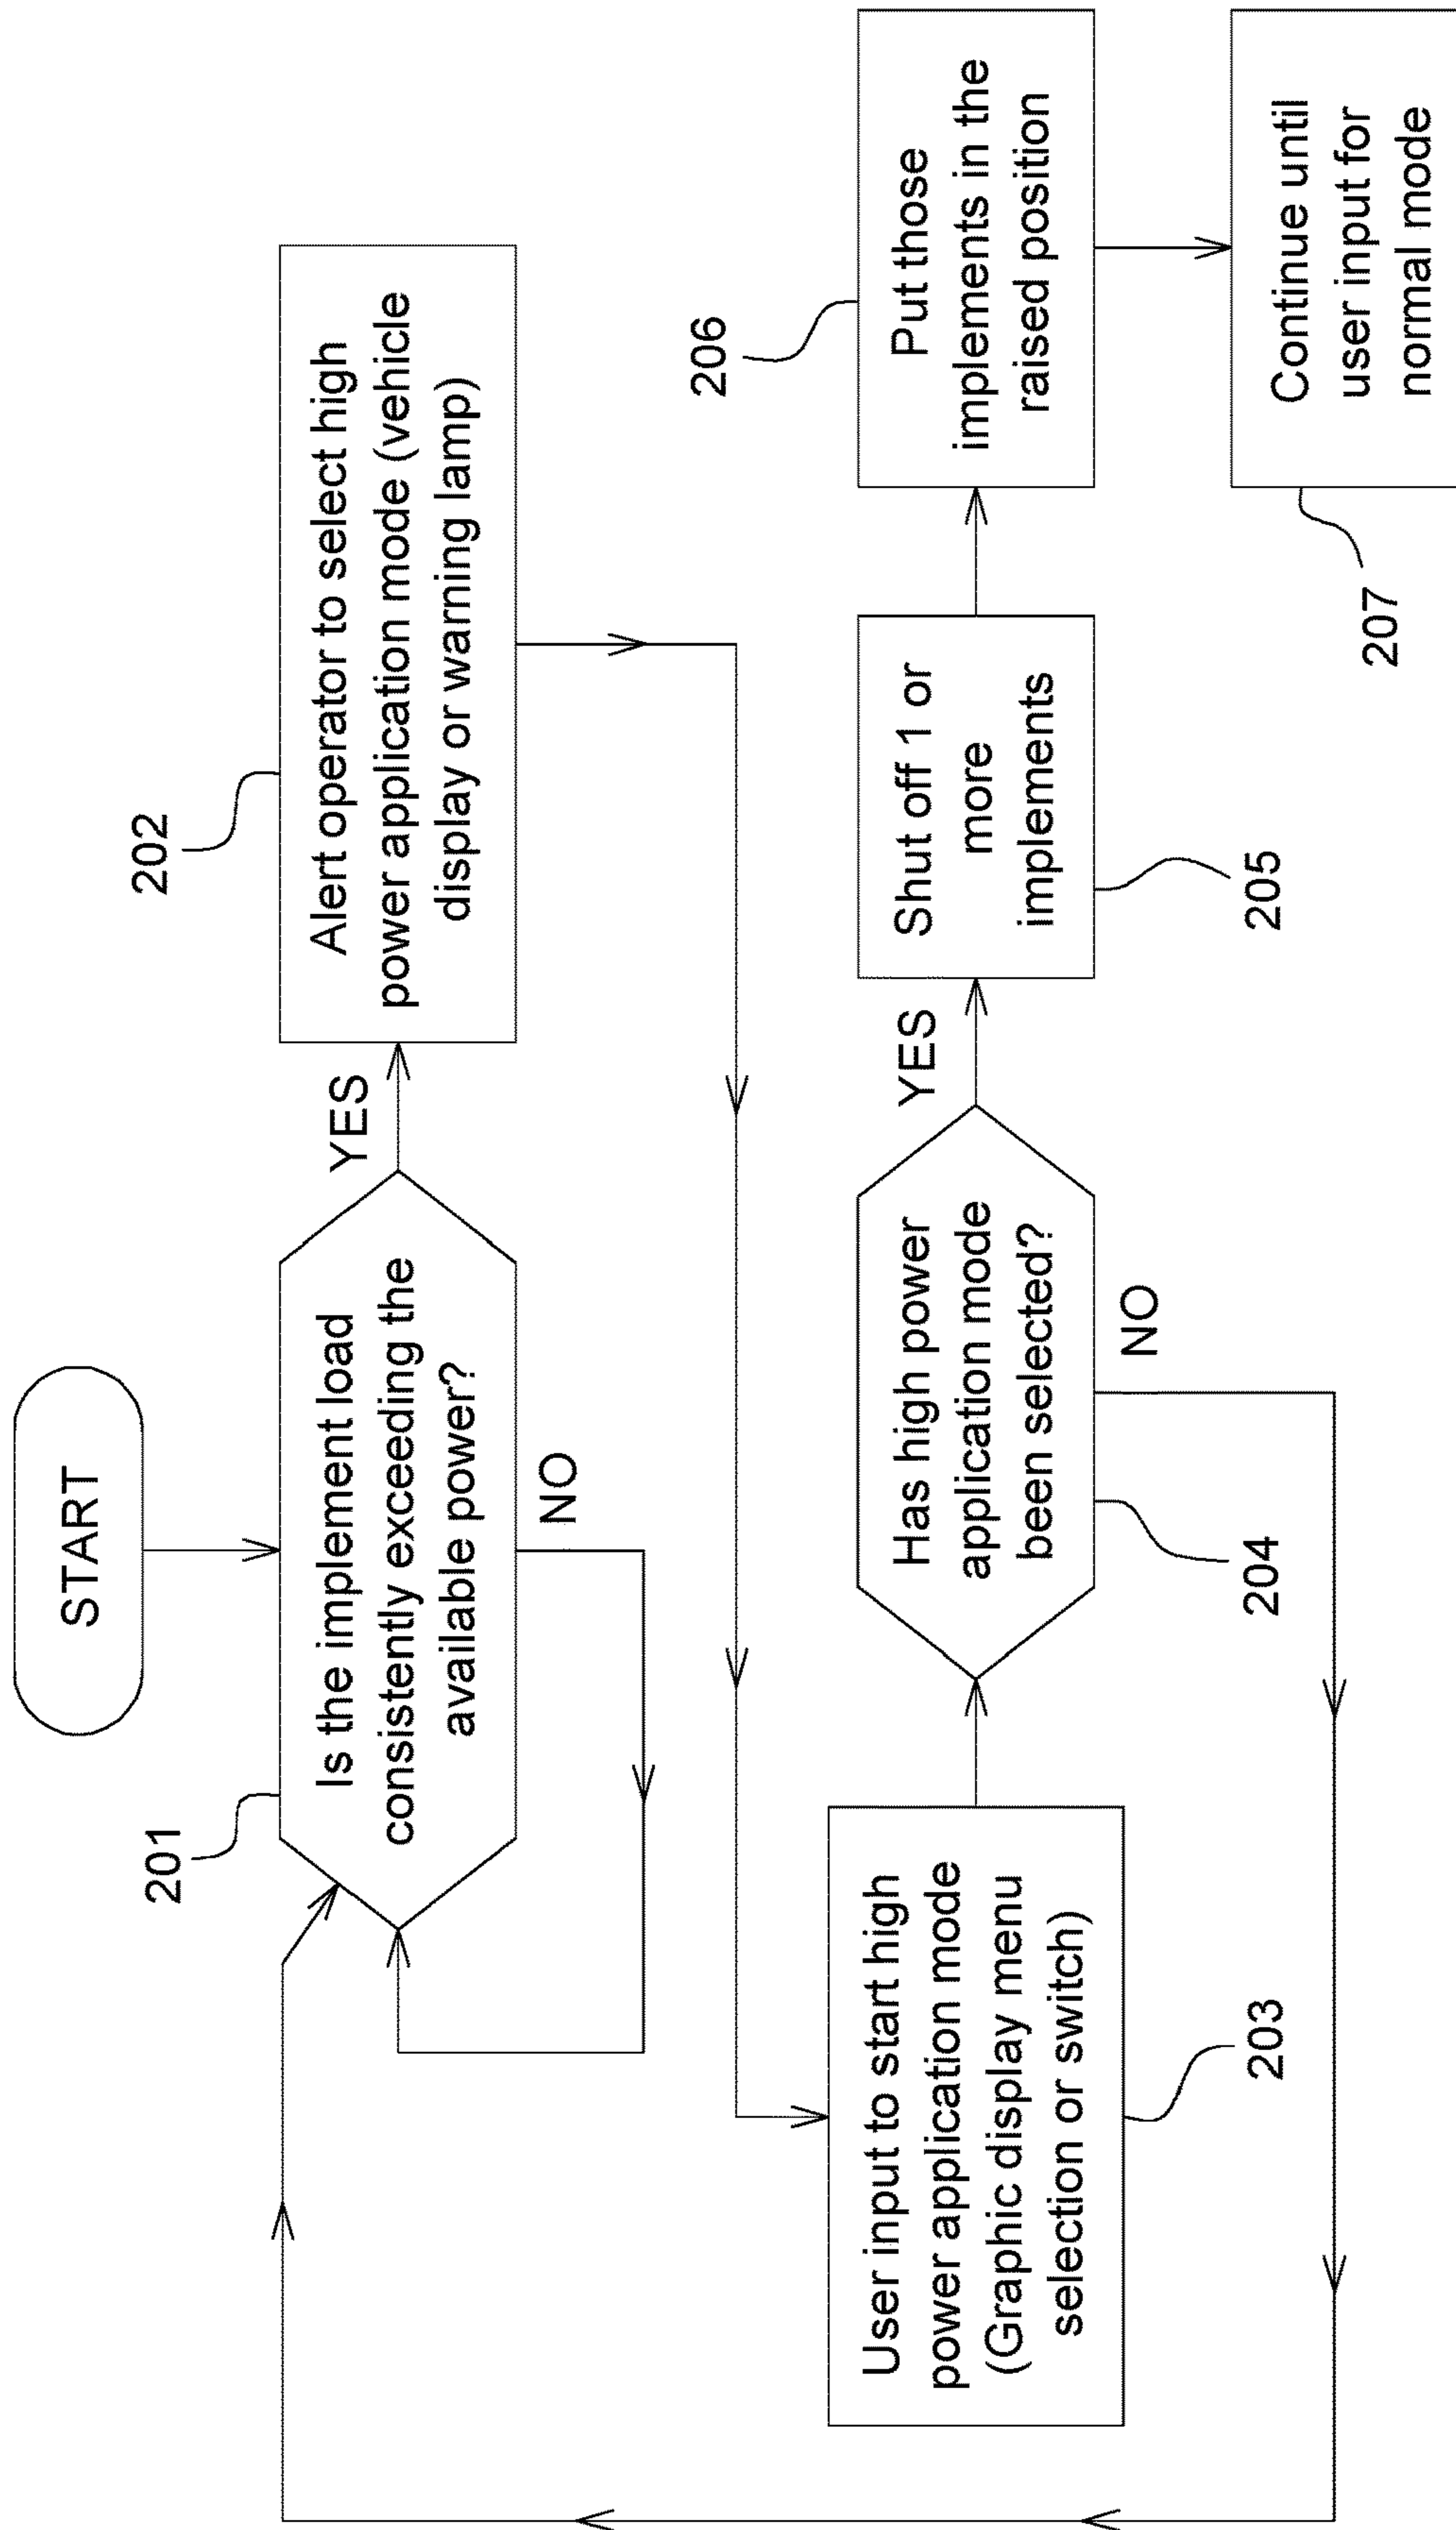 START
201
Is the implement load
consistently exceeding the
available power?
YES
NO
202
Alert operator to select high
power application mode (vehicle
display or warning lamp)
203
User input to start high
power application mode
(Graphic display menu
selection or switch)
204
Has high power
application mode
been selected?
YES
NO
205
Shut off 1 or
more
implements
206
Put those
implements in the
raised position
207
Continue until
user input for
normal mode